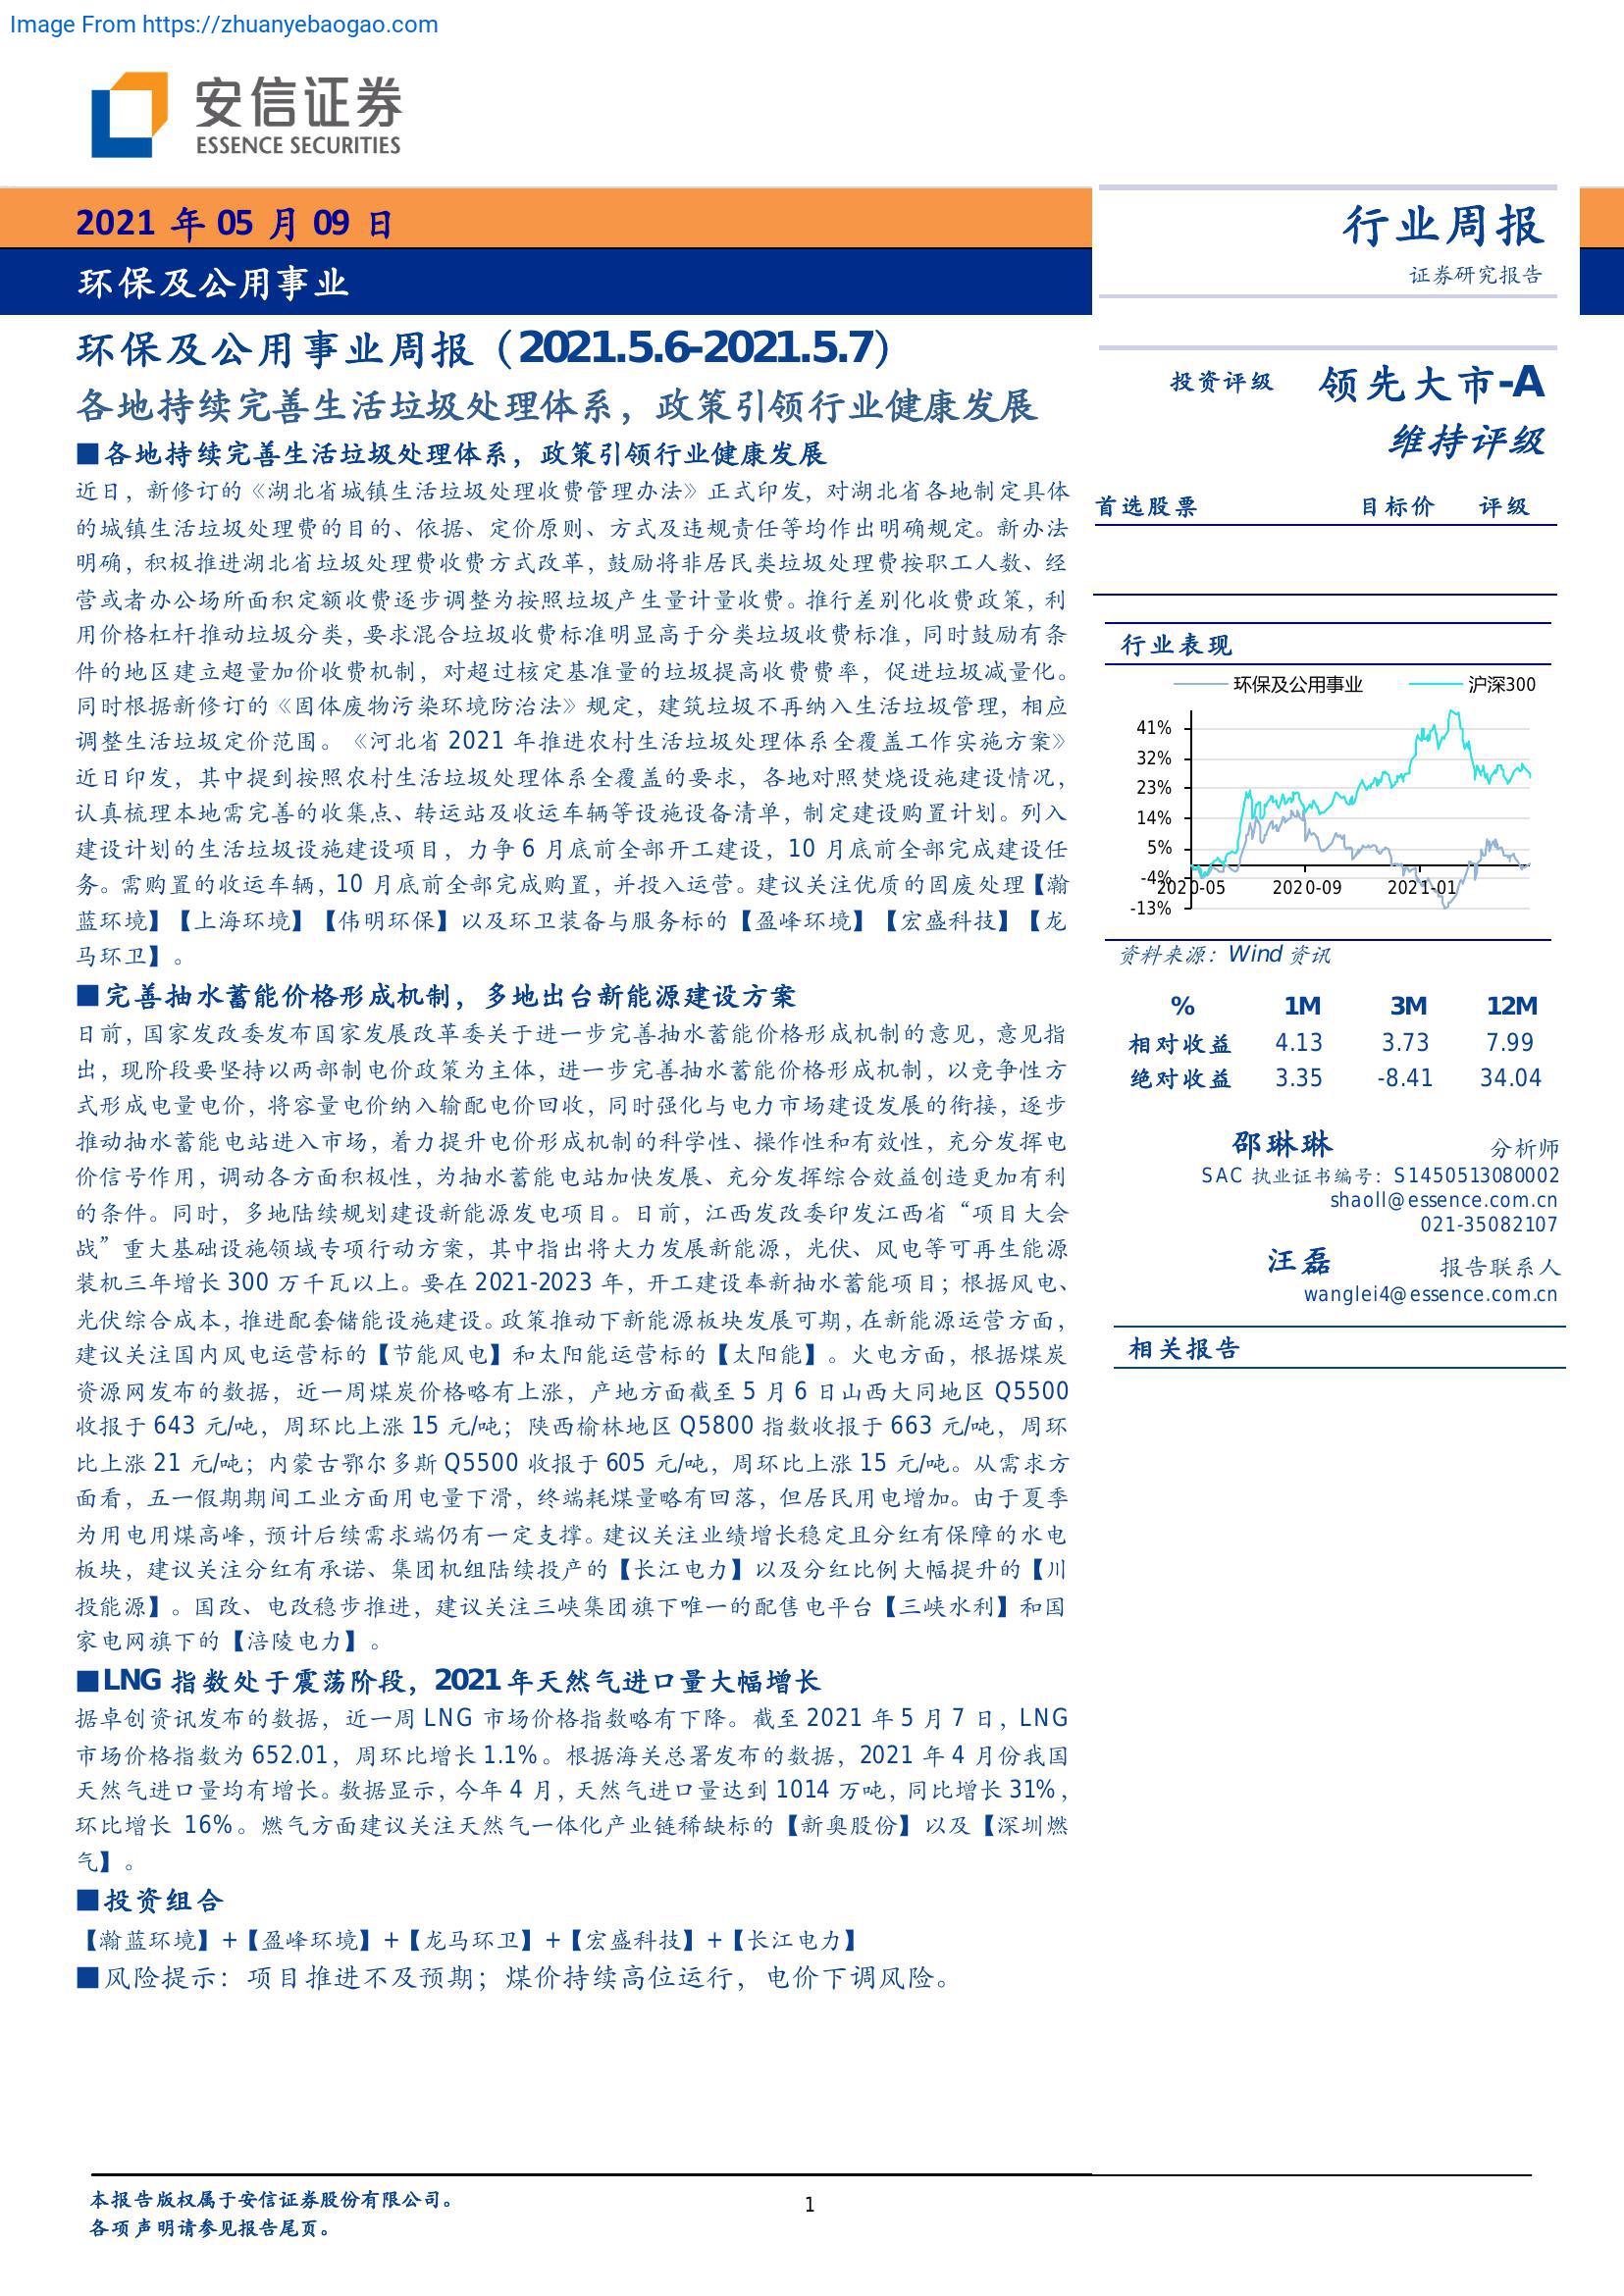 Image From https://zhuanyebaogao.com
安信证券
ESSENCE SECURITIES
2021 年 05 月 09 日
环保及公用事业
行业周报
证券研究报告
环保及公用事业周报（2021.5.6-2021.5.7）
各地持续完善生活垃圾处理体系，政策引领行业健康发展
■各地持续完善生活垃圾处理体系，政策引领行业健康发展
近日，新修订的《湖北省城镇生活垃圾处理收费管理办法》正式印发，对湖北省各地制定具体
的城镇生活垃圾处理费的目的、依据、定价原则、方式及违规责任等均作出明确规定。新办法
明确，积极推进湖北省垃圾处理费收费方式改革，鼓励将非居民类垃圾处理费按职工人数、经
营或者办公场所面积定额收费逐步调整为按照垃圾产生量计量收费。推行差别化收费政策，利
用价格杠杆推动垃圾分类，要求混合垃圾收费标准明显高于分类垃圾收费标准，同时鼓励有条
件的地区建立超量加价收费机制，对超过核定基准量的垃圾提高收费费率，促进垃圾减量化。
同时根据新修订的《固体废物污染环境防治法》规定，建筑垃圾不再纳入生活垃圾管理，相应
调整生活垃圾定价范围。《河北省 2021 年推进农村生活垃圾处理体系全覆盖工作实施方案》
近日印发，其中提到按照农村生活垃圾处理体系全覆盖的要求，各地对照焚烧设施建设情况，
认真梳理本地需完善的收集点、转运站及收运车辆等设施设备清单，制定建设购置计划。列入
建设计划的生活垃圾设施建设项目，力争 6 月底前全部开工建设，10 月底前全部完成建设任
务。需购置的收运车辆，10 月底前全部完成购置，并投入运营。建议关注优质的固废处理【瀚
蓝环境】【上海环境】【伟明环保】以及环卫装备与服务标的【盈峰环境】【宏盛科技】【龙
马环卫】。
■完善抽水蓄能价格形成机制，多地出台新能源建设方案
日前，国家发改委发布国家发展改革委关于进一步完善抽水蓄能价格形成机制的意见，意见指
出，现阶段要坚持以两部制电价政策为主体，进一步完善抽水蓄能价格形成机制，以竞争性方
式形成电量电价，将容量电价纳入输配电价回收，同时强化与电力市场建设发展的衔接，逐步
推动抽水蓄能电站进入市场，着力提升电价形成机制的科学性、操作性和有效性，充分发挥电
价信号作用，调动各方面积极性，为抽水蓄能电站加快发展、充分发挥综合效益创造更加有利
的条件。同时，多地陆续规划建设新能源发电项目。日前，江西发改委印发江西省“项目大会
战”重大基础设施领域专项行动方案，其中指出将大力发展新能源，光伏、风电等可再生能源
装机三年增长 300 万千瓦以上。要在 2021-2023 年，开工建设奉新抽水蓄能项目；根据风电、
光伏综合成本，推进配套储能设施建设。政策推动下新能源板块发展可期，在新能源运营方面，
建议关注国内风电运营标的【节能风电】和太阳能运营标的【太阳能】。火电方面，根据煤炭
资源网发布的数据，近一周煤炭价格略有上涨，产地方面截至 5 月 6 日山西大同地区 Q5500
收报于 643 元/吨，周环比上涨 15 元/吨；陕西榆林地区 Q5800 指数收报于 663 元/吨，周环
比上涨 21 元/吨；内蒙古鄂尔多斯 Q5500 收报于 605 元/吨，周环比上涨 15 元/吨。从需求方
面看，五一假期期间工业方面用电量下滑，终端耗煤量略有回落，但居民用电增加。由于夏季
为用电用煤高峰，预计后续需求端仍有一定支撑。建议关注业绩增长稳定且分红有保障的水电
板块，建议关注分红有承诺、集团机组陆续投产的【长江电力】以及分红比例大幅提升的【川
投能源】。国改、电改稳步推进，建议关注三峡集团旗下唯一的配售电平台【三峡水利】和国
家电网旗下的【涪陵电力】。
■LNG 指数处于震荡阶段，2021 年天然气进口量大幅增长
据卓创资讯发布的数据，近一周 LNG 市场价格指数略有下降。截至 2021 年 5 月 7 日，LNG
市场价格指数为 652.01，周环比增长 1.1%。根据海关总署发布的数据，2021 年 4 月份我国
天然气进口量均有增长。数据显示，今年 4 月，天然气进口量达到 1014 万吨，同比增长 31%，
环比增长 16%。燃气方面建议关注天然气一体化产业链稀缺标的【新奥股份】以及【深圳燃
气】。
■投资组合
【瀚蓝环境】+【盈峰环境】+【龙马环卫】+【宏盛科技】+【长江电力】
■风险提示：项目推进不及预期；煤价持续高位运行，电价下调风险。
投资评级 领先大市-A
维持评级
首选股票 目标价 评级
行业表现
环保及公用事业 沪深300
41%
32%
23%
14%
5%
-4%
-13%
2020-05 2020-09 2021-01
资料来源：Wind 资讯
% 1M 3M 12M
相对收益 4.13 3.73 7.99
绝对收益 3.35 -8.41 34.04
邵琳琳 分析师
SAC 执业证书编号：S1450513080002
shaoll@essence.com.cn
021-35082107
汪磊 报告联系人
wanglei4@essence.com.cn
相关报告
本报告版权属于安信证券股份有限公司。
各项声明请参见报告尾页。
1